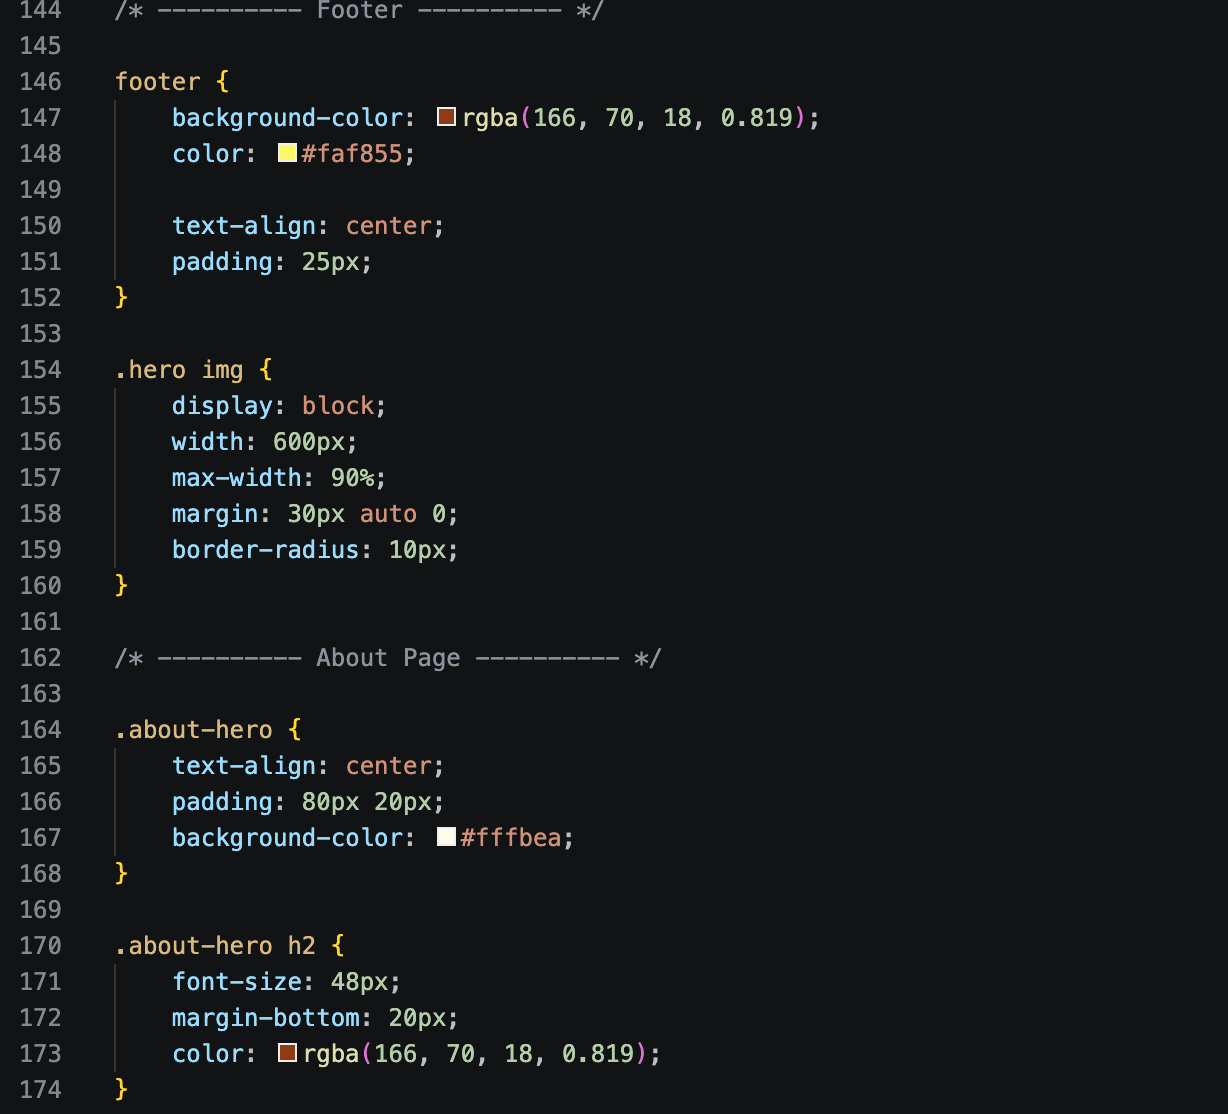 144 /* ---------- Footer ---------- */
145
146 footer {
147     background-color: rgba(166, 70, 18, 0.819);
148     color: #faf855;
149
150     text-align: center;
151     padding: 25px;
152 }
153
154 .hero img {
155     display: block;
156     width: 600px;
157     max-width: 90%;
158     margin: 30px auto 0;
159     border-radius: 10px;
160 }
161
162 /* ---------- About Page ---------- */
163
164 .about-hero {
165     text-align: center;
166     padding: 80px 20px;
167     background-color: #fffbea;
168 }
169
170 .about-hero h2 {
171     font-size: 48px;
172     margin-bottom: 20px;
173     color: rgba(166, 70, 18, 0.819);
174 }